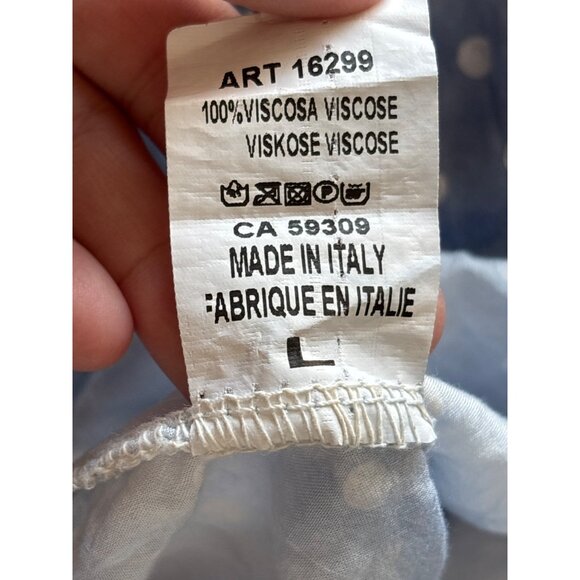 ART 16299
100%VISCOSA VISCOSE
VISKOSE VISCOSE
P
CA 59309
MADE IN ITALY
FABRIQUE EN ITALIE
L